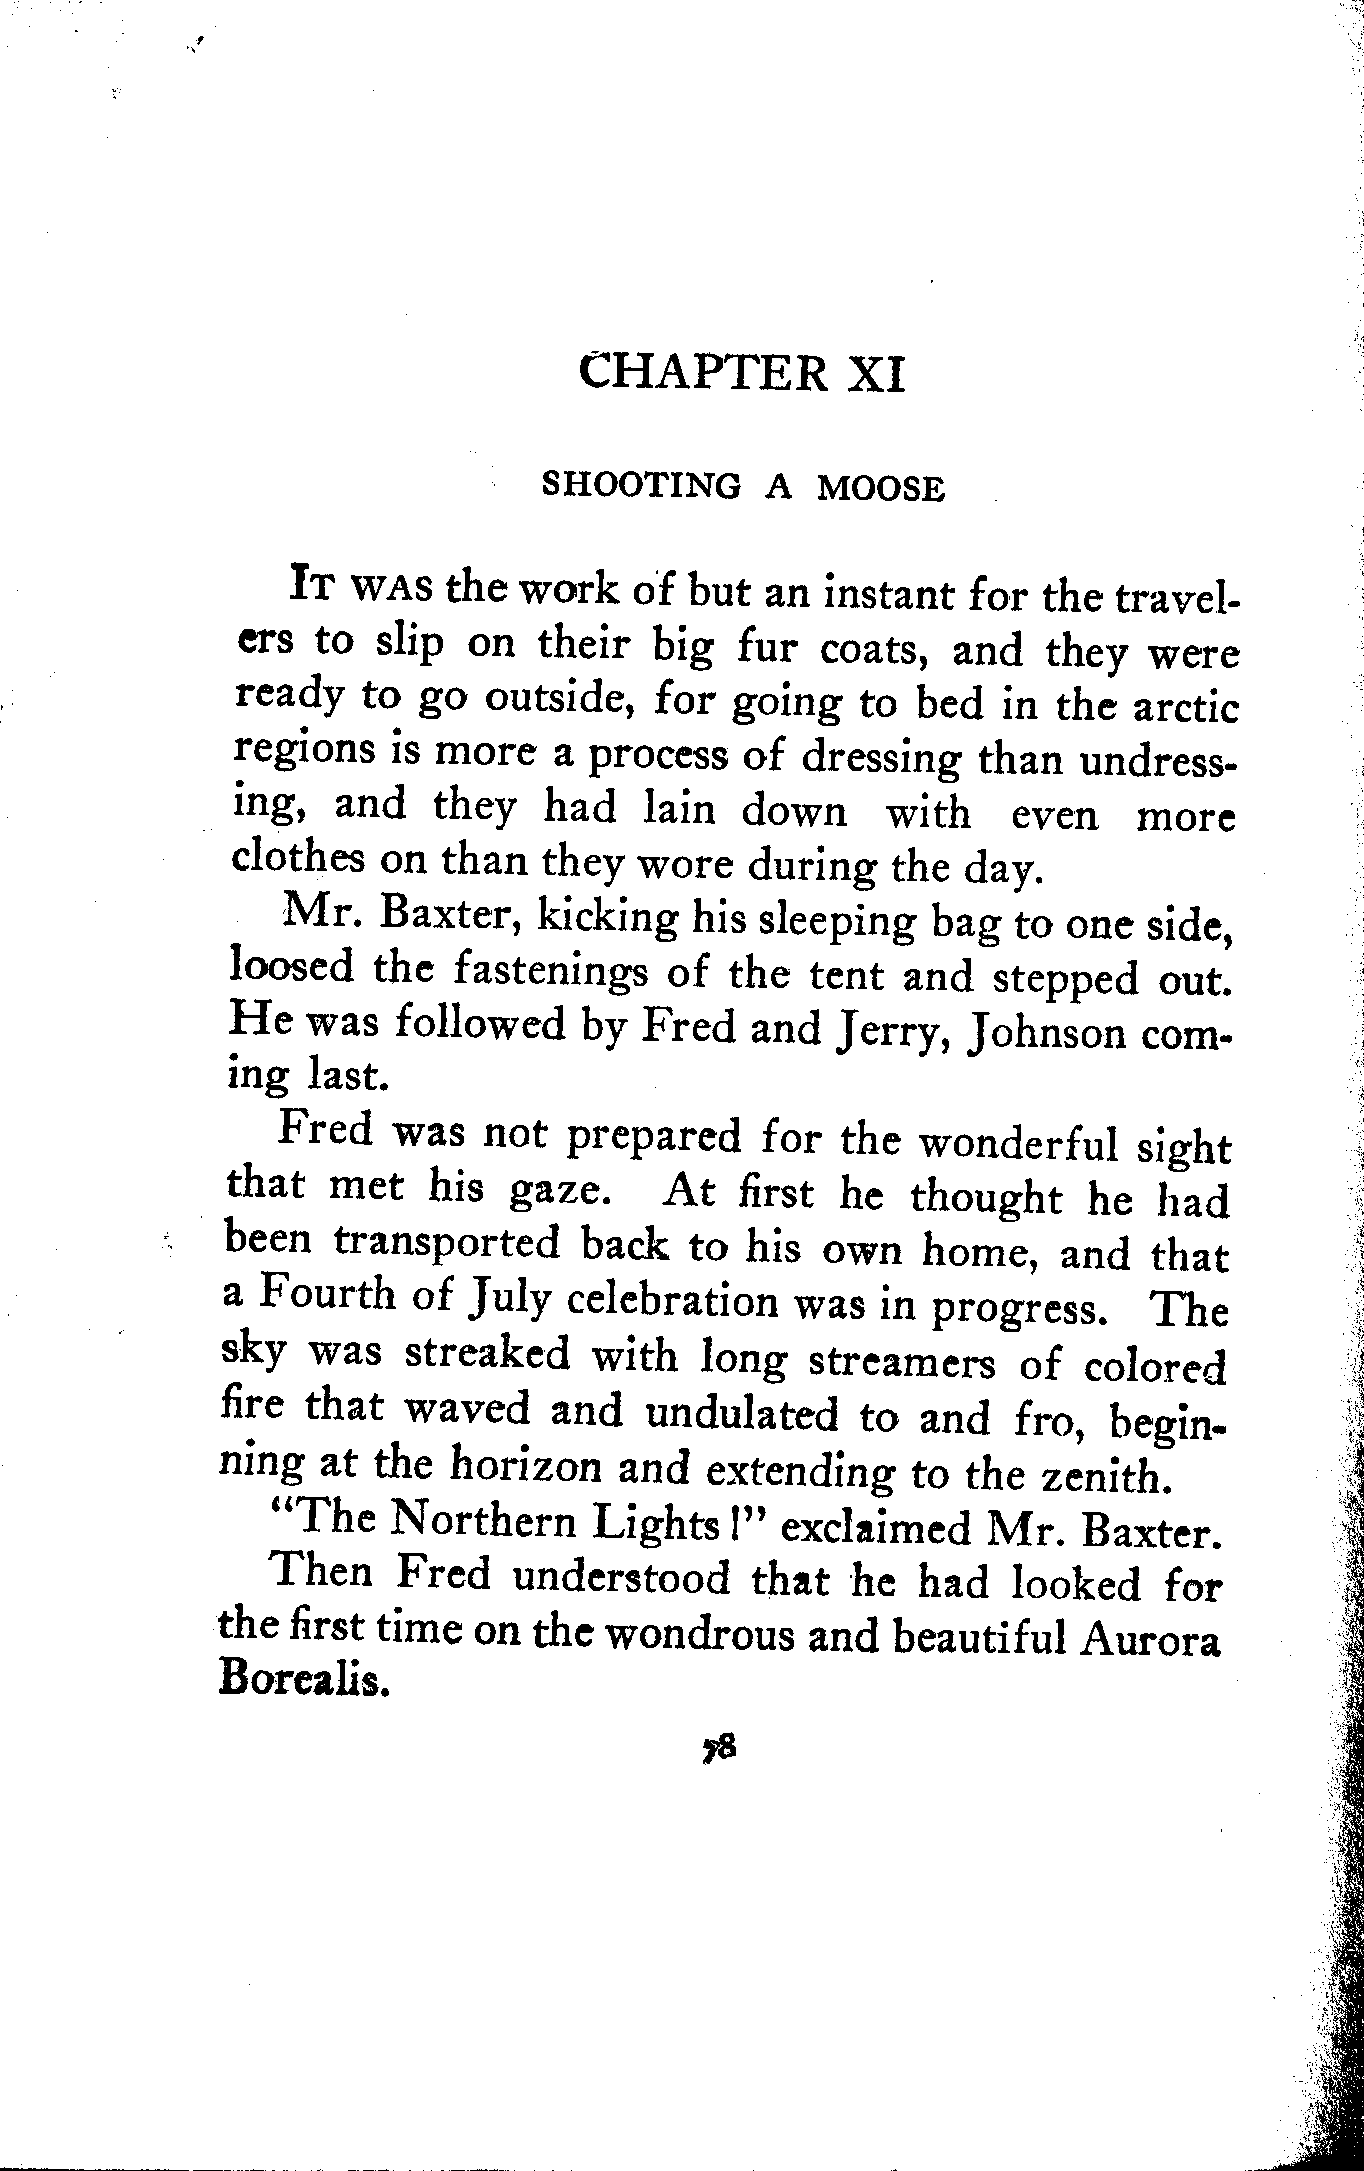 CHAPTER XI
SHOOTING A MOOSE
IT WAS the work of but an instant for the travel-
ers to slip on their big fur coats, and they were
ready to go outside, for going to bed in the arctic
regions is more a process of dressing than undress-
ing, and they had lain down with even more
clothes on than they wore during the day.
Mr. Baxter, kicking his sleeping bag to one side,
loosed the fastenings of the tent and stepped out.
He was followed by Fred and Jerry, Johnson com-
ing last.
Fred was not prepared for the wonderful sight
that met his gaze. At first he thought he had
been transported back to his own home, and that
a Fourth of July celebration was in progress. The
sky was streaked with long streamers of colored
fire that waved and undulated to and fro, begin-
ning at the horizon and extending to the zenith.
“The Northern Lights!” exclaimed Mr. Baxter.
Then Fred understood that he had looked for
the first time on the wondrous and beautiful Aurora
Borealis.
78